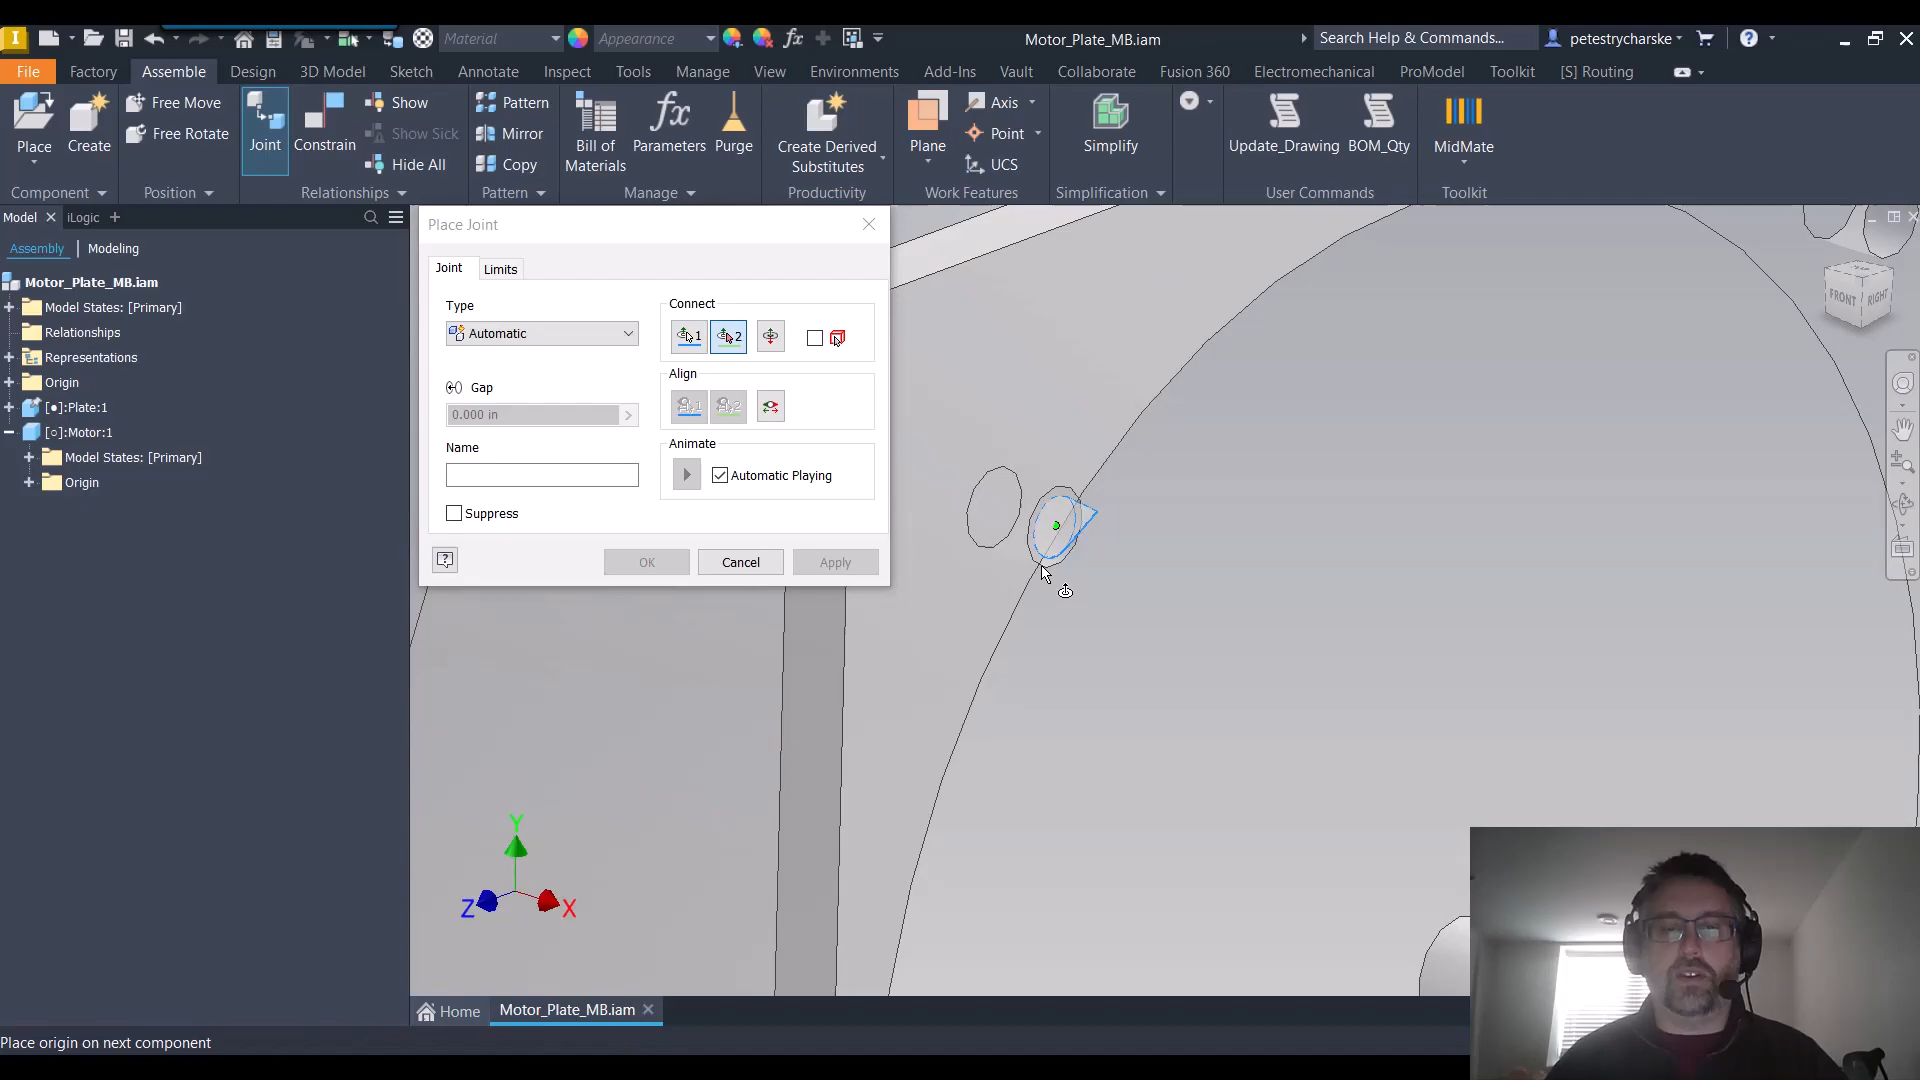 I
Material
Appearance
fx
Motor_Plate_MB.iam
Search Help & Commands...
petestrycharske
File
Factory
Assemble
Design
3D Model
Sketch
Annotate
Inspect
Tools
Manage
View
Environments
Add-Ins
Vault
Collaborate
Fusion 360
Electromechanical
ProModel
Toolkit
[S] Routing
Place
Create
Free Move
Free Rotate
Joint
Constrain
Show
Show Sick
Hide All
Pattern
Mirror
Copy
Bill of
Materials
fx
Parameters
Purge
Create Derived
Substitutes
Plane
Axis
Point
UCS
Simplify
Update_Drawing
BOM_Qty
MidMate
Component
Position
Relationships
Pattern
Manage
Productivity
Work Features
Simplification
User Commands
Toolkit
Model
iLogic
Assembly
Modeling
Motor_Plate_MB.iam
Model States: [Primary]
Relationships
Representations
Origin
[●]:Plate:1
[○]:Motor:1
Model States: [Primary]
Origin
Place Joint
Joint
Limits
Type
Automatic
Gap
0.000 in
Name
Suppress
Connect
1
2
Align
1
2
Animate
Automatic Playing
OK
Cancel
Apply
FRONT
RIGHT
Y
Z
X
Home
Motor_Plate_MB.iam
Place origin on next component